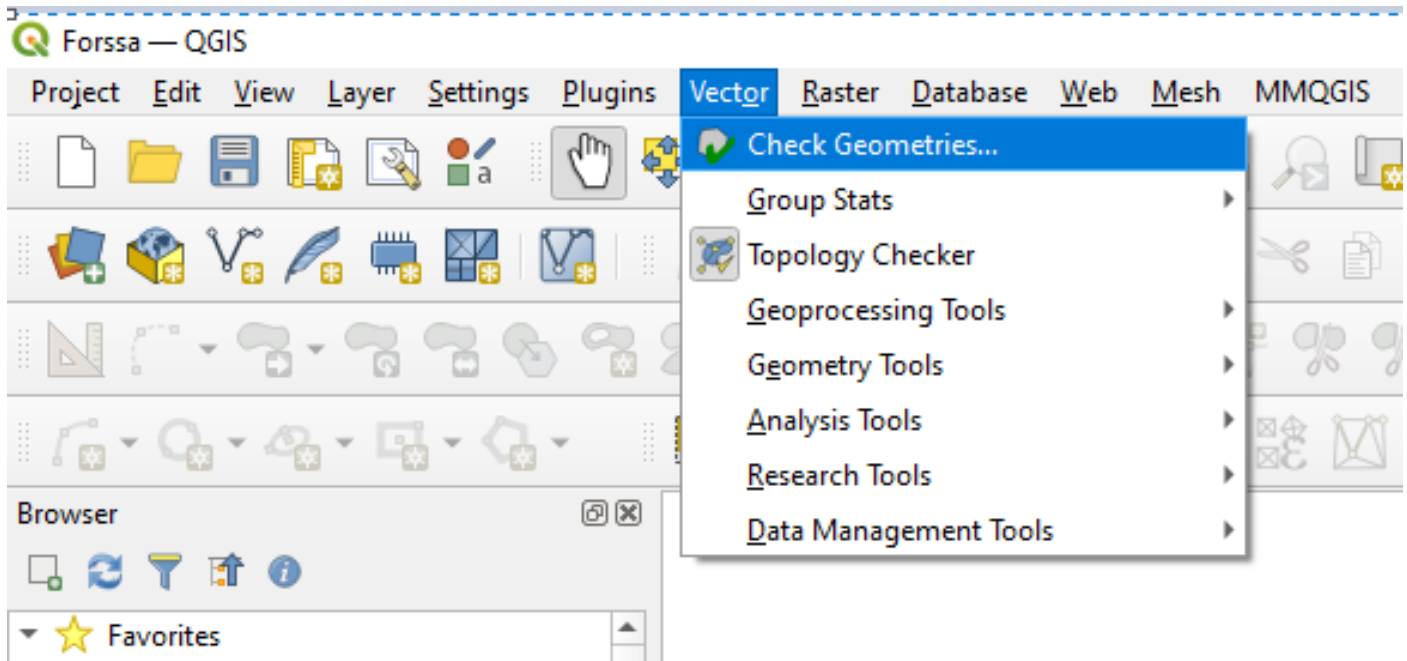 Forssa — QGIS
Project Edit View Layer Settings Plugins Vector Raster Database Web Mesh MMQGIS
Check Geometries...
a
Group Stats
Topology Checker
Geoprocessing Tools
Geometry Tools
Analysis Tools
Research Tools
Data Management Tools
Browser
Favorites